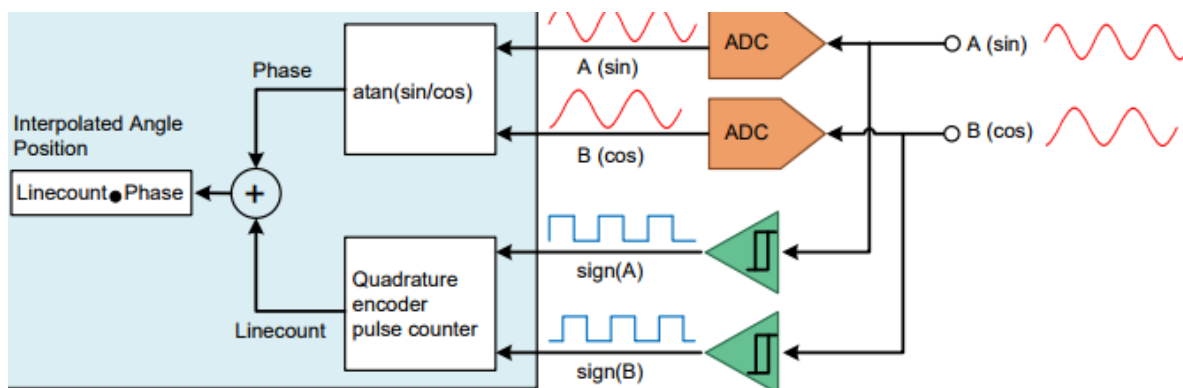 ADC
A (sin)
A (sin)
Phase
atan(sin/cos)
Interpolated Angle
Position
ADC
B (cos)
B (cos)
Linecount●Phase
+
sign(A)
Quadrature
encoder
pulse counter
Linecount
sign(B)